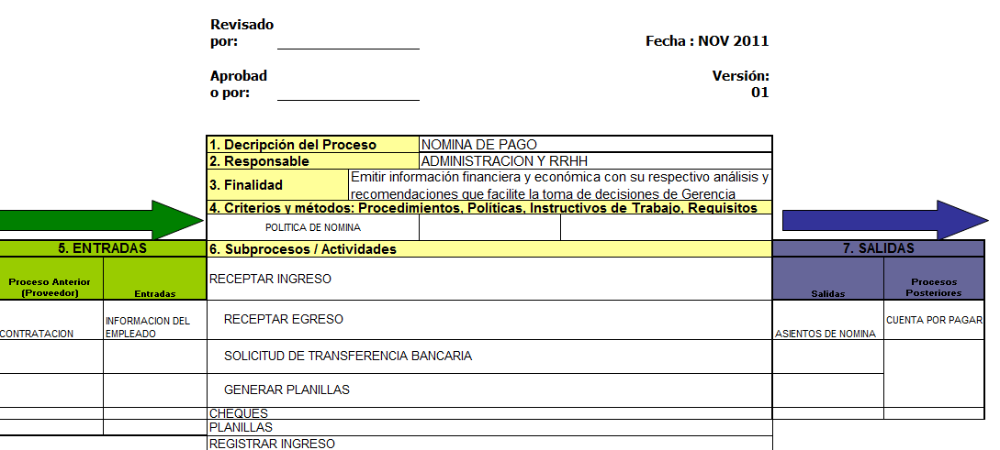 Revisado
por:
Fecha : NOV 2011
Aprobad
o por:
Versión:
01
1. Decripción del Proceso
NOMINA DE PAGO
2. Responsable
ADMINISTRACION Y RRHH
3. Finalidad
Emitir información financiera y económica con su respectivo análisis y
recomendaciones que facilite la toma de decisiones de Gerencia
4. Criterios y métodos: Procedimientos, Políticas, Instructivos de Trabajo, Requisitos
POLITICA DE NOMINA
5. ENTRADAS
6. Subprocesos / Actividades
7. SALIDAS
Proceso Anterior
(Proveedor)
Entradas
RECEPTAR INGRESO
Salidas
Procesos
Posteriores
CONTRATACION
INFORMACION DEL
EMPLEADO
RECEPTAR EGRESO
ASIENTOS DE NOMINA
CUENTA POR PAGAR
SOLICITUD DE TRANSFERENCIA BANCARIA
GENERAR PLANILLAS
CHEQUES
PLANILLAS
REGISTRAR INGRESO